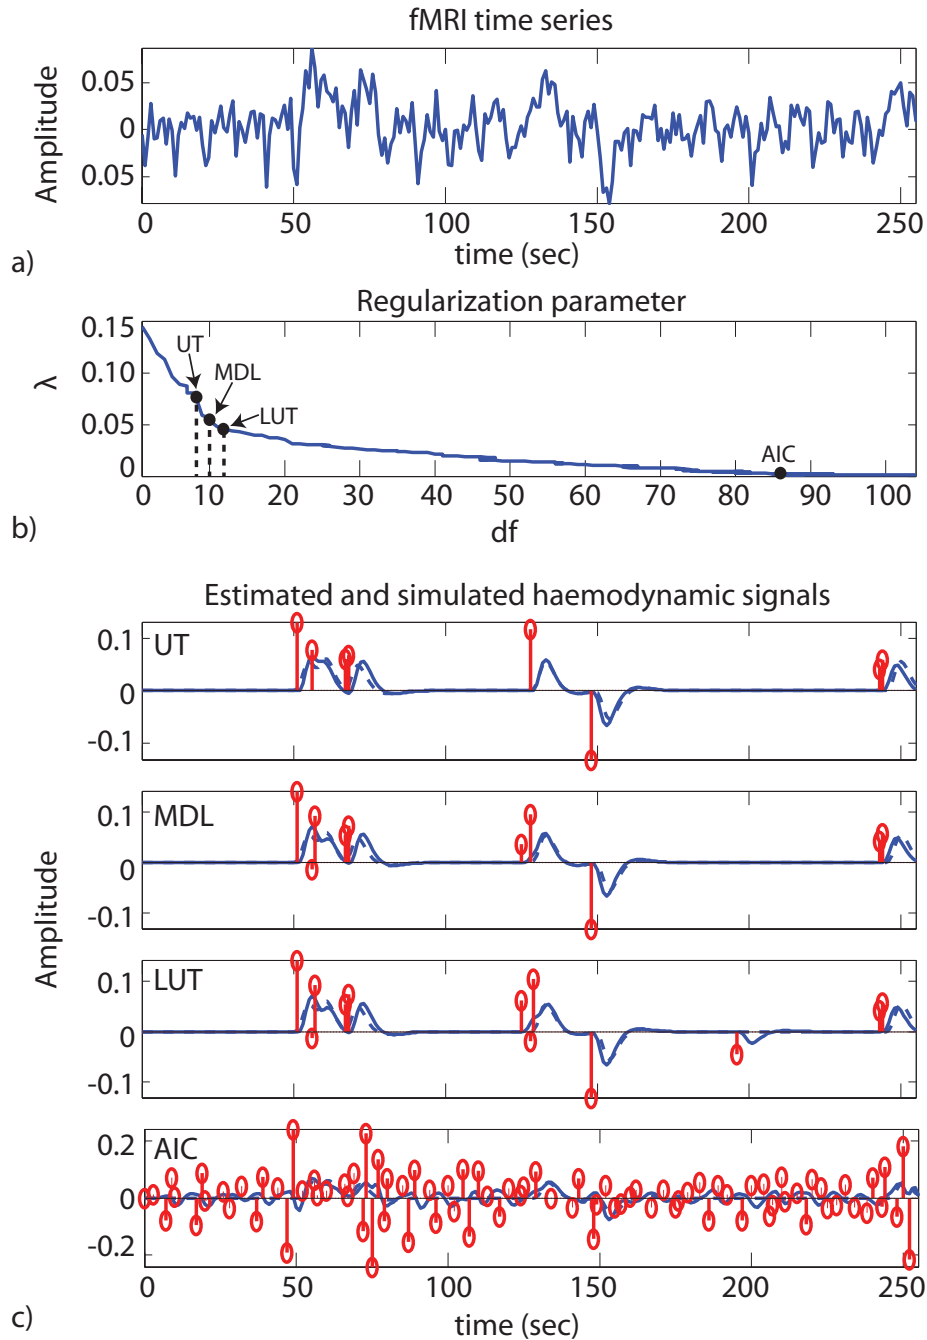 fMRI time series
Amplitude
0.05
0
0.05
0 50 100 150 200 250
time (sec)
a)
Regularization parameter
λ
0.15
0.10
0.05
0
UT
MDL
LUT
AIC
0 10 20 30 40 50 60 70 80 90 100
df
b)
Estimated and simulated haemodynamic signals
Amplitude
UT
0.1
0
-0.1
MDL
0.1
0
-0.1
LUT
0.1
0
-0.1
AIC
0.2
0
-0.2
0 50 100 150 200 250
time (sec)
c)